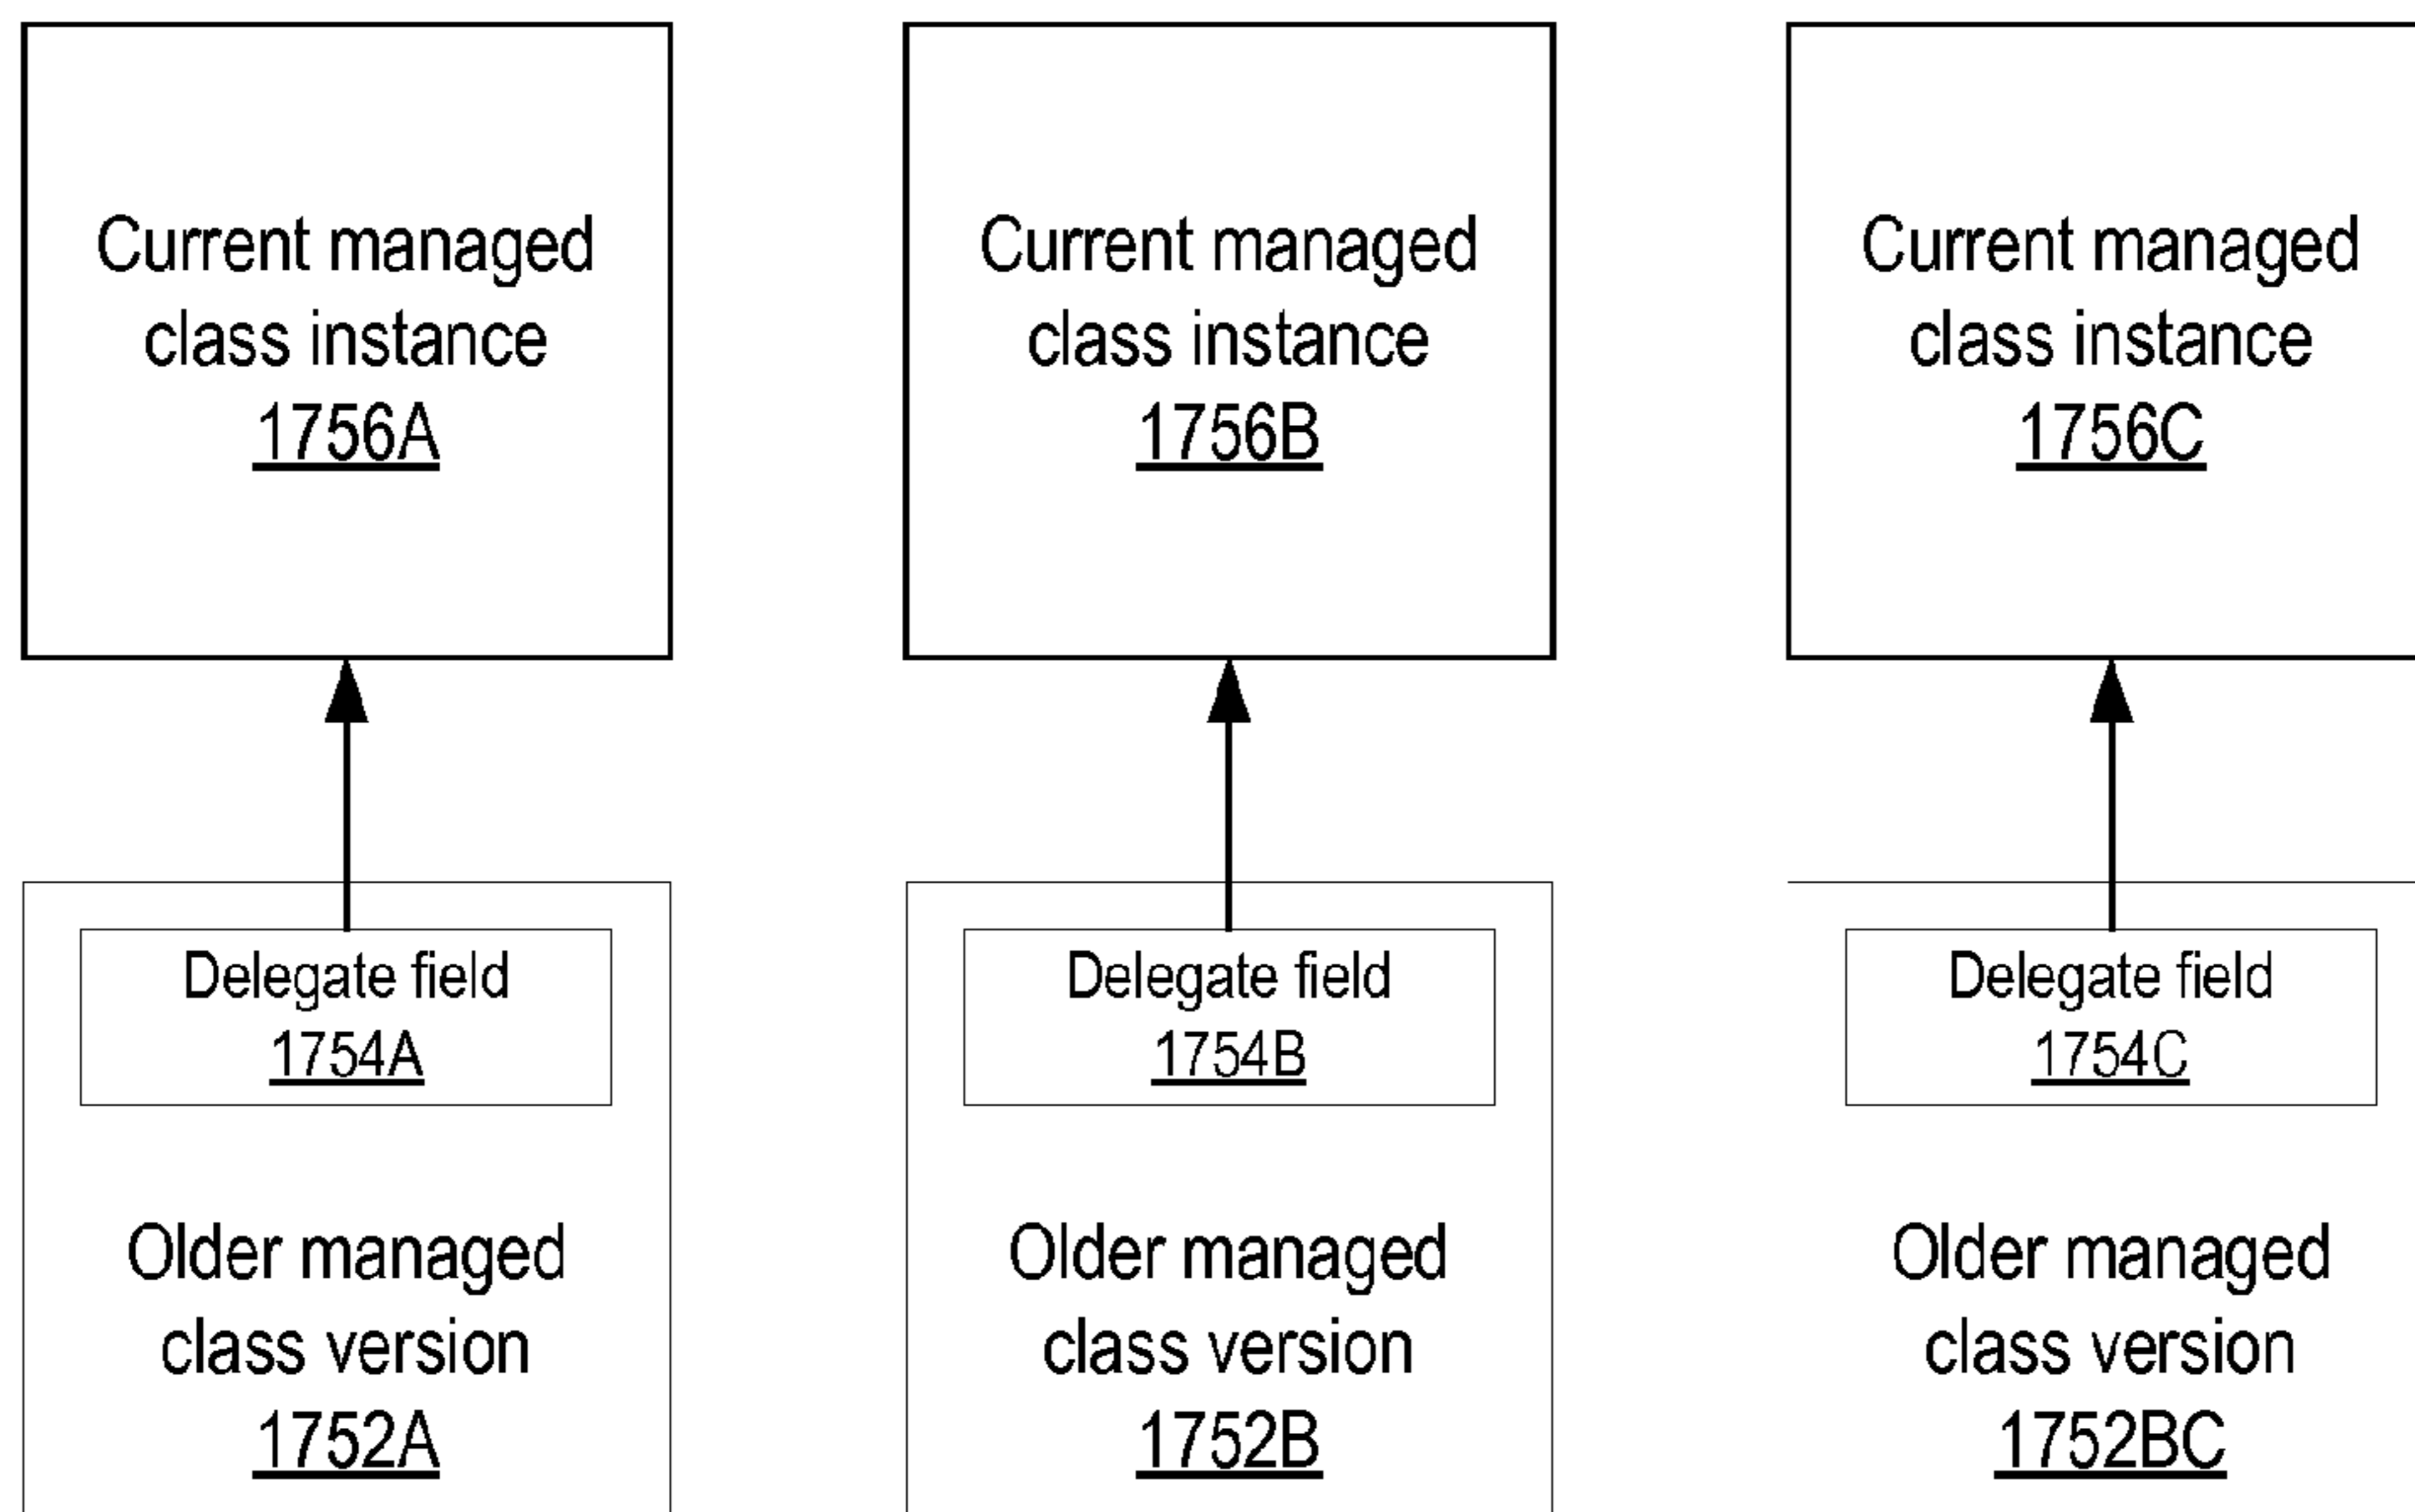 Current managed
class instance
1756A
Current managed
class instance
1756B
Current managed
class instance
1756C
Delegate field
1754A
Delegate field
1754B
Delegate field
1754C
Older managed
class version
1752A
Older managed
class version
1752B
Older managed
class version
1752BC